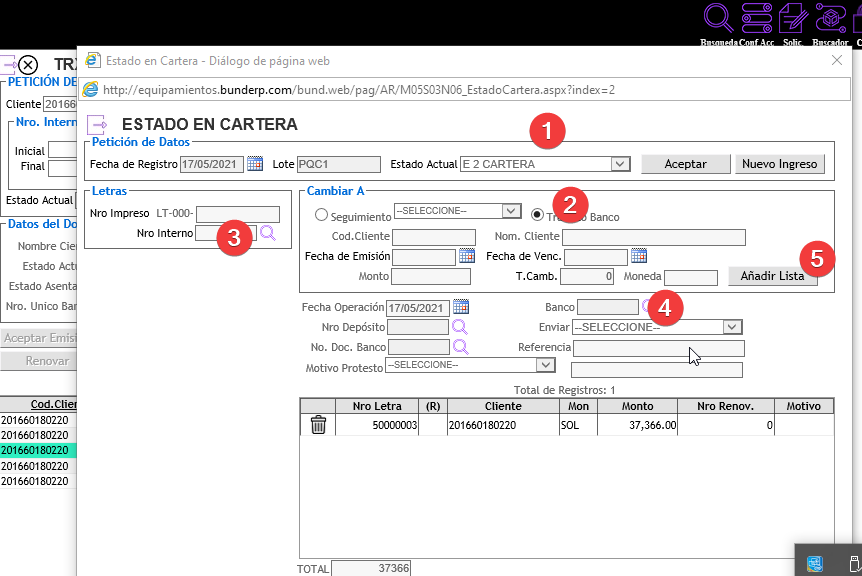 Busqueda Conf Acc Solic. Buscador
TRX
PETICIÓN DE
Cliente 20166
Nro. Intern
Inicial
Final
Estado Actual
Datos del Do
Nombre Clie
Estado Actu
Estado Asenta
Nro. Unico Bar
Aceptar Emisi
Renovar
Cod.Clien
201660180220
201660180220
201660180220
201660180220
201660180220
Estado en Cartera - Diálogo de página web
http://equipamientos.bunderp.com/bund.web/pag/AR/M05S03N06_EstadoCartera.aspx?index=2
ESTADO EN CARTERA
1
Petición de Datos
Fecha de Registro 17/05/2021 Lote PQC1 Estado Actual E 2 CARTERA Aceptar Nuevo Ingreso
Letras
Nro Impreso LT-000-
Nro Interno 3
Cambiar A
Seguimiento --SELECCIONE-- 2 Banco
Cod.Cliente Nom. Cliente
Fecha de Emisión Fecha de Venc. 5
Monto T.Camb. 0 Moneda Añadir Lista
Fecha Operación 17/05/2021 Banco 4
Nro Depósito Enviar --SELECCIONE--
No. Doc. Banco Referencia
Motivo Protesto --SELECCIONE--
Total de Registros: 1
Nro Letra (R) Cliente Mon Monto Nro Renov. Motivo
50000003 201660180220 SOL 37,366.00 0
TOTAL 37366